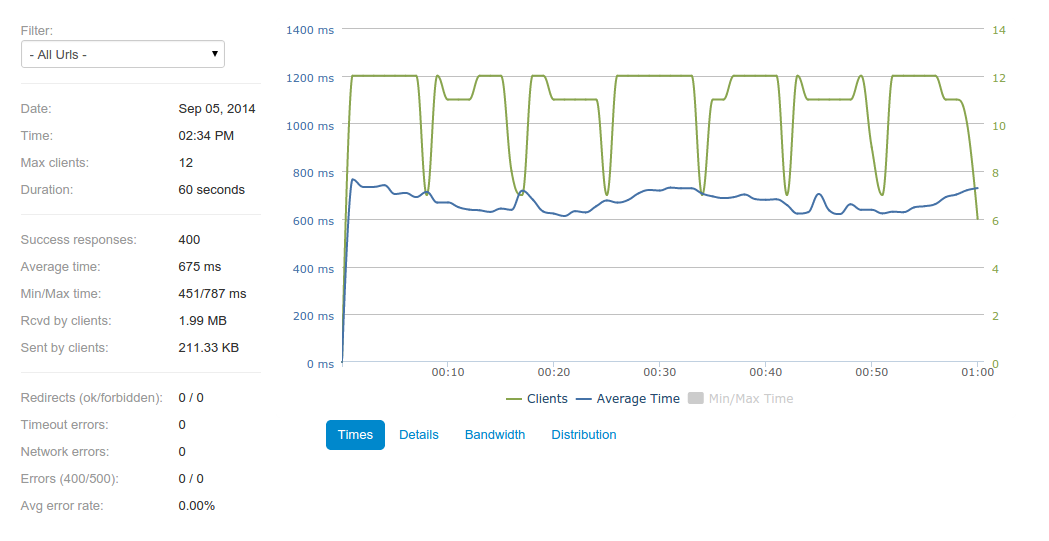 Filter:
- All Urls -
Date: Sep 05, 2014
Time: 02:34 PM
Max clients: 12
Duration: 60 seconds
Success responses: 400
Average time: 675 ms
Min/Max time: 451/787 ms
Rcvd by clients: 1.99 MB
Sent by clients: 211.33 KB
Redirects (ok/forbidden): 0 / 0
Timeout errors: 0
Network errors: 0
Errors (400/500): 0 / 0
Avg error rate: 0.00%
1400 ms 14
1200 ms 12
1000 ms 10
800 ms 8
600 ms 6
400 ms 4
200 ms 2
0 ms 0
00:10 00:20 00:30 00:40 00:50 01:00
Clients Average Time Min/Max Time
Times Details Bandwidth Distribution